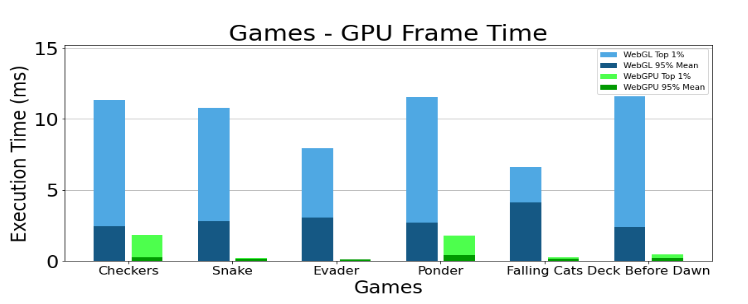 Games - GPU Frame Time
Execution Time (ms)
15
10
5
0
WebGL Top 1%
WebGL 95% Mean
WebGPU Top 1%
WebGPU 95% Mean
Checkers Snake Evader Ponder Falling Cats Deck Before Dawn
Games